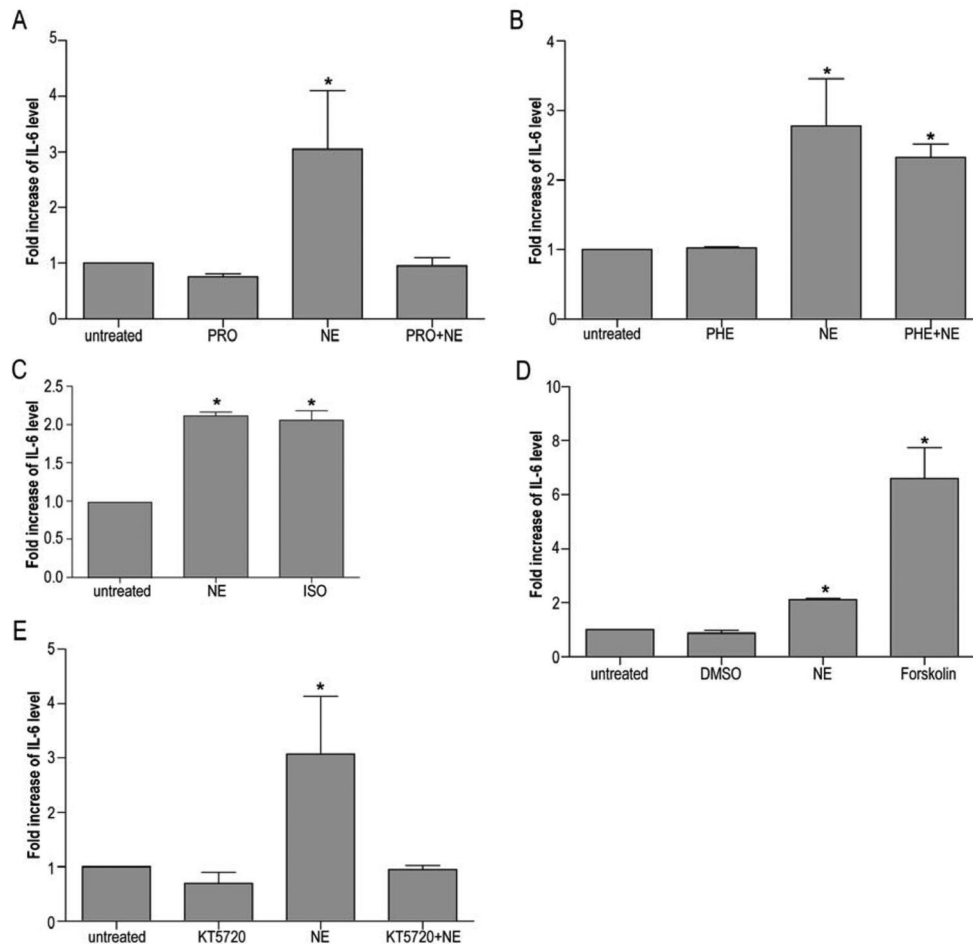 A
Fold increase of IL-6 level
5
4
3
2
1
0
*
untreated PRO NE PRO+NE
B
Fold increase of IL-6 level
4
3
2
1
0
* *
untreated PHE NE PHE+NE
C
Fold increase of IL-6 level
2.5
2.0
1.5
1.0
0.5
0.0
* *
untreated NE ISO
D
Fold increase of IL-6 level
10
8
6
4
2
0
*
*
untreated DMSO NE Forskolin
E
Fold increase of IL-6 level
5
4
3
2
1
0
*
untreated KT5720 NE KT5720+NE